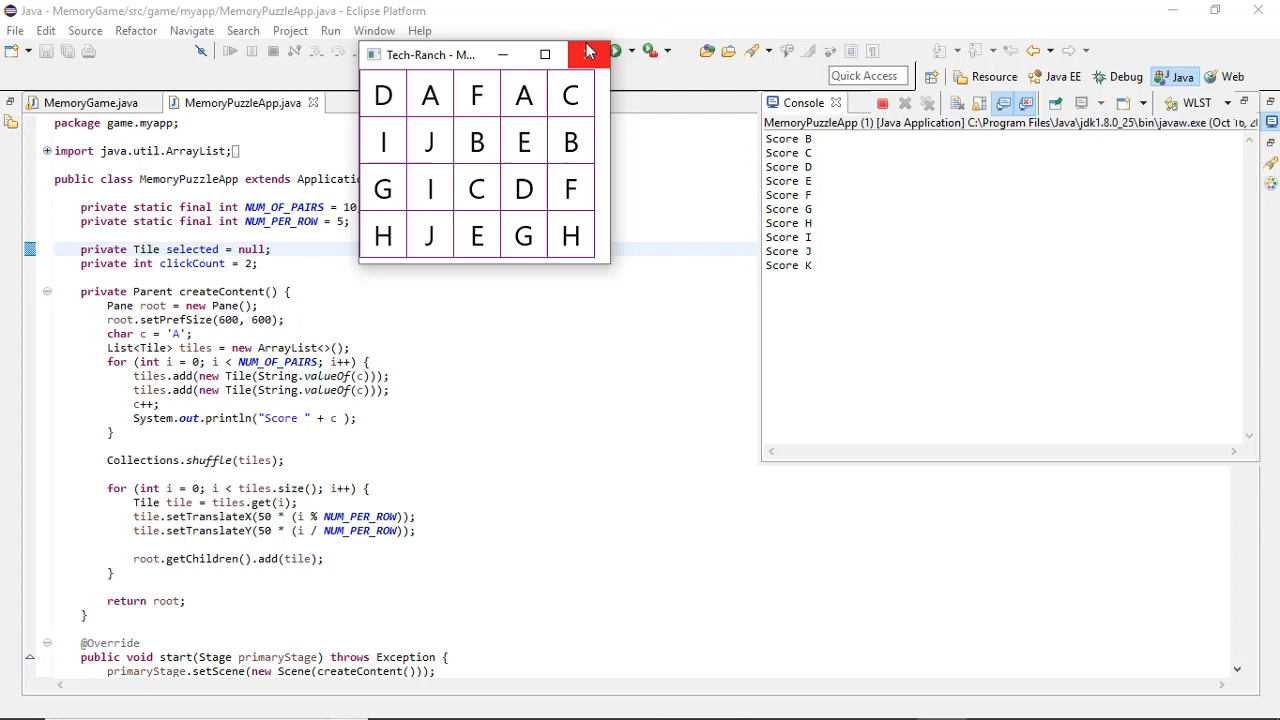 Java - MemoryGame/src/game/myapp/MemoryPuzzleApp.java - Eclipse Platform
File Edit Source Refactor Navigate Search Project Run Window Help
Quick Access
Resource
Java EE
Debug
Java
Web
MemoryGame.java
MemoryPuzzleApp.java
package game.myapp;
import java.util.ArrayList;
public class MemoryPuzzleApp extends Applicatio
private static final int NUM_OF_PAIRS = 10
private static final int NUM_PER_ROW = 5;
private Tile selected = null;
private int clickCount = 2;
private Parent createContent() {
Pane root = new Pane();
root.setPrefSize(600, 600);
char c = 'A';
List<Tile> tiles = new ArrayList<>();
for (int i = 0; i < NUM_OF_PAIRS; i++) {
tiles.add(new Tile(String.valueOf(c)));
tiles.add(new Tile(String.valueOf(c)));
c++;
System.out.println("Score " + c );
}
Collections.shuffle(tiles);
for (int i = 0; i < tiles.size(); i++) {
Tile tile = tiles.get(i);
tile.setTranslateX(50 * (i % NUM_PER_ROW));
tile.setTranslateY(50 * (i / NUM_PER_ROW));
root.getChildren().add(tile);
}
return root;
}
@Override
public void start(Stage primaryStage) throws Exception {
primaryStage.setScene(new Scene(createContent()));
Tech-Ranch - M...
D A F A C
I J B E B
G I C D F
H J E G H
Console
WLST
MemoryPuzzleApp (1) [Java Application] C:\Program Files\Java\jdk1.8.0_25\bin\javaw.exe (Oct 16, 2
Score B
Score C
Score D
Score E
Score F
Score G
Score H
Score I
Score J
Score K